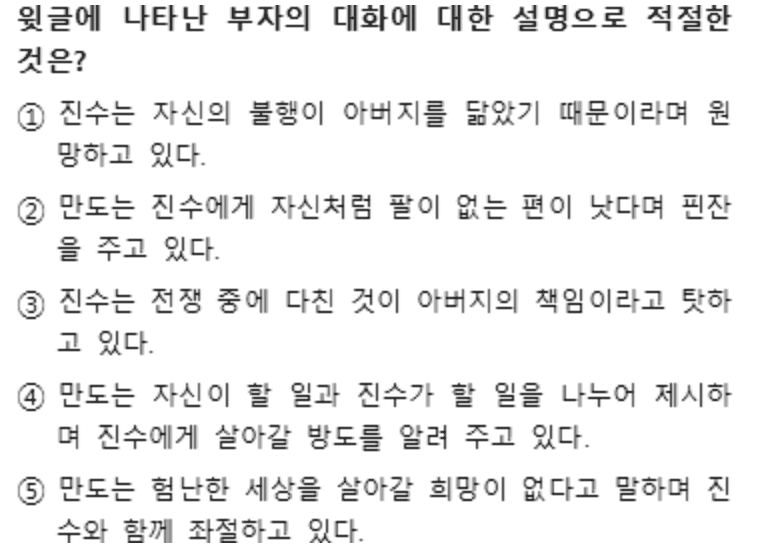 윗글에 나타난 부자의 대화에 대한 설명으로 적절한
것은?
① 진수는 자신의 불행이 아버지를 닮았기 때문이라며 원
망하고 있다.
② 만도는 진수에게 자신처럼 팔이 없는 편이 낫다며 핀잔
을 주고 있다.
③ 진수는 전쟁 중에 다친 것이 아버지의 책임이라고 탓하
고 있다.
④ 만도는 자신이 할 일과 진수가 할 일을 나누어 제시하
며 진수에게 살아갈 방도를 알려 주고 있다.
⑤ 만도는 험난한 세상을 살아갈 희망이 없다고 말하며 진
수와 함께 좌절하고 있다.